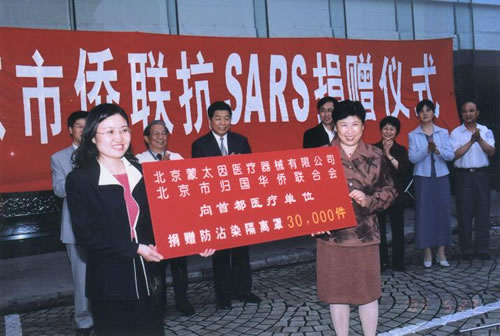 市侨联抗SARS捐赠仪式
北京蒙太因医疗器械有限公司
北京市归国华侨联合会
向首都医疗单位
捐赠防沾染隔离罩30,000件